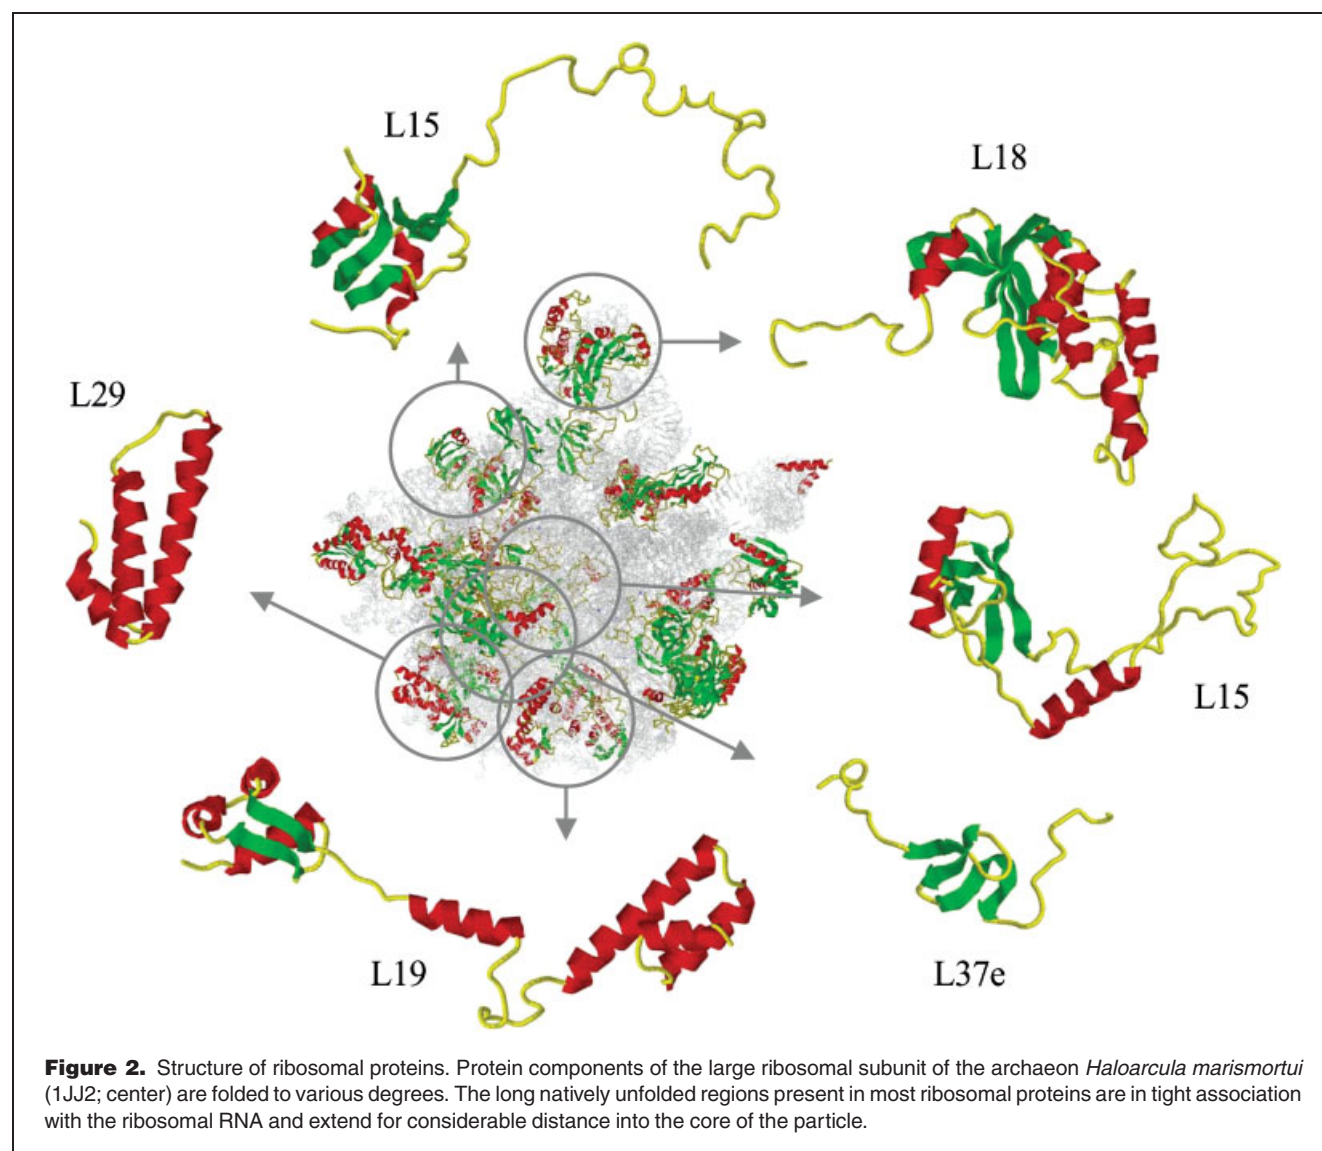 L15
L18
L29
L15
L19
L37e
Figure 2. Structure of ribosomal proteins. Protein components of the large ribosomal subunit of the archaeon Haloarcula marismortui
(1JJ2; center) are folded to various degrees. The long natively unfolded regions present in most ribosomal proteins are in tight association
with the ribosomal RNA and extend for considerable distance into the core of the particle.